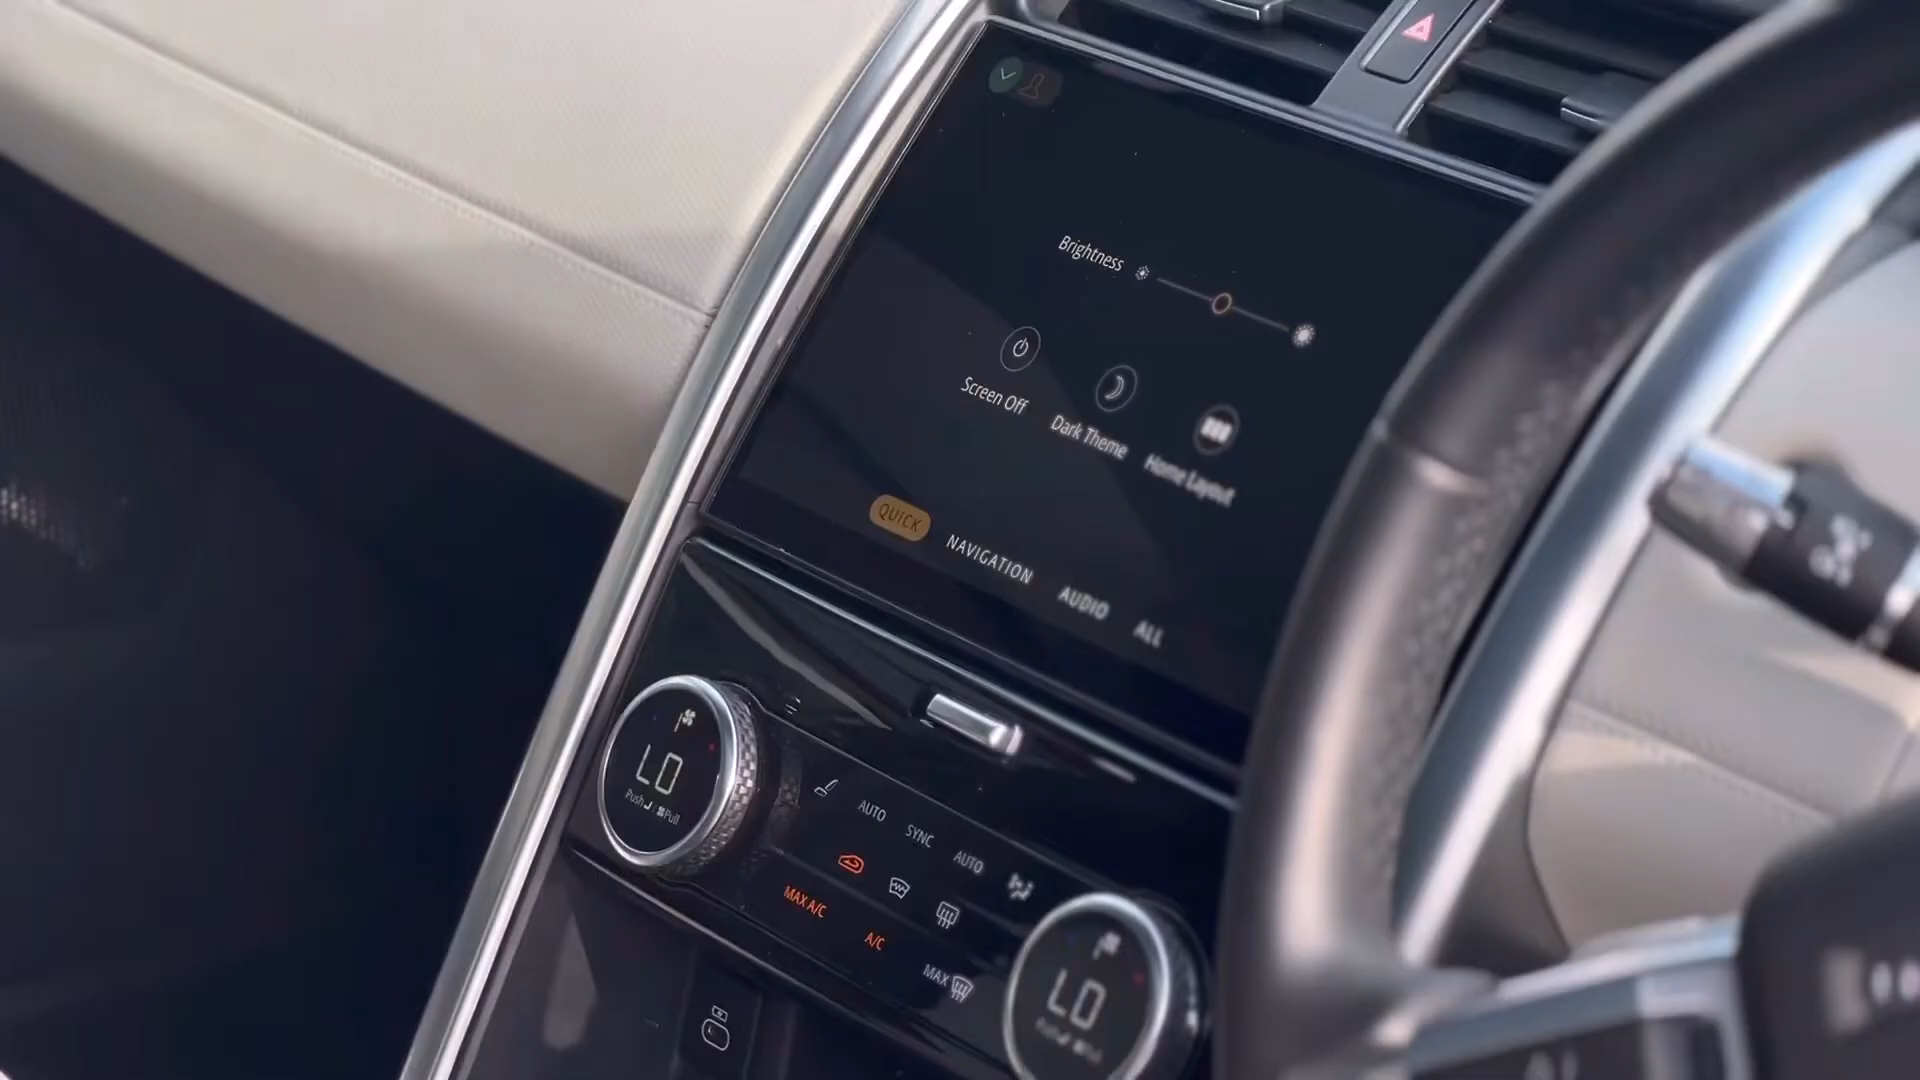 Brightness
Screen Off
Dark Theme
Home Layout
QUICK
NAVIGATION
AUDIO
ALL
LO
Push Pull
AUTO
SYNC
AUTO
MAX A/C
A/C
MAX
LO